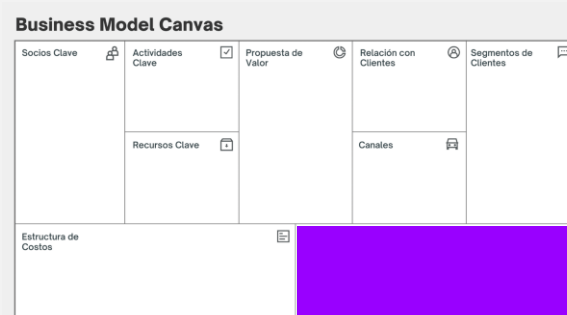 Business Model Canvas
Socios Clave
Actividades
Clave
Propuesta de
Valor
Relación con
Clientes
Segmentos de
Clientes
Recursos Clave
Canales
Estructura de
Costos